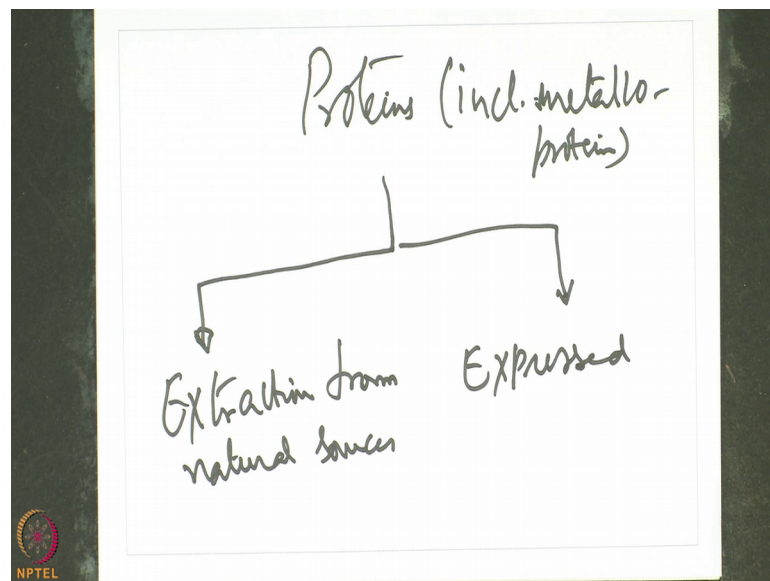 Proteins (incl. metallo-
protein)
Extraction from
natural sources
Expressed
NPTEL